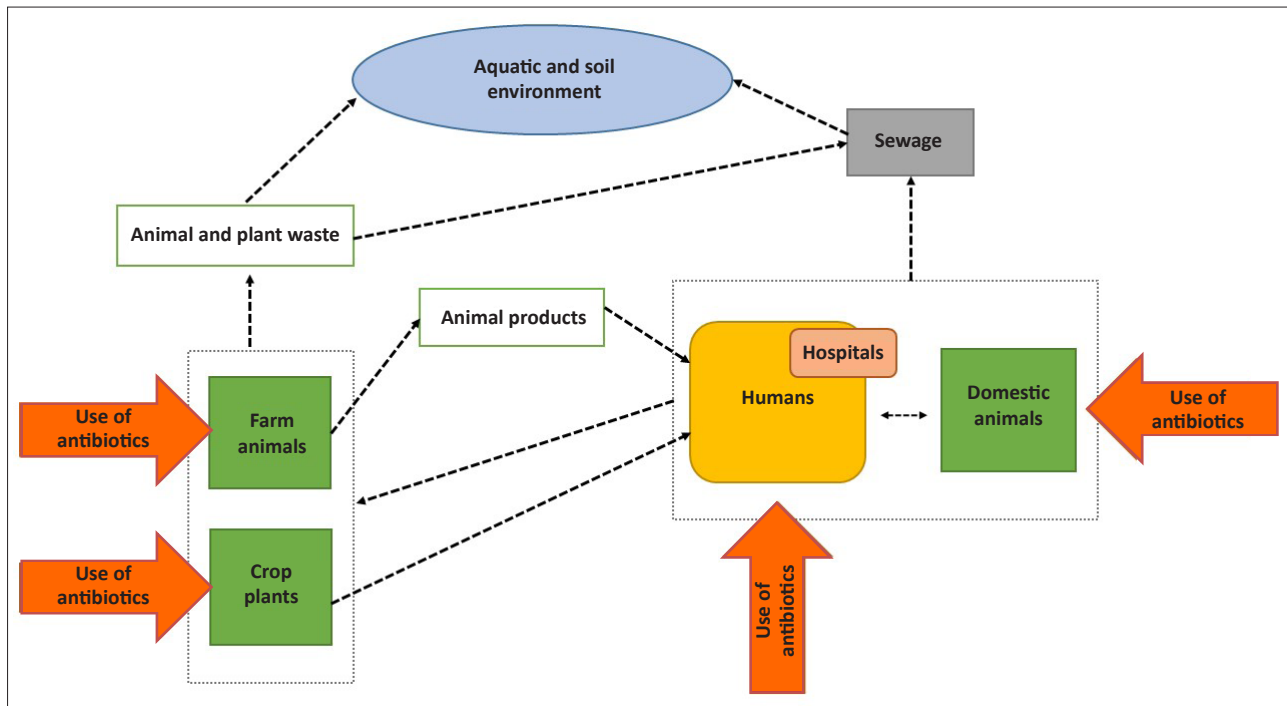 Aquatic and soil
environment
Sewage
Animal and plant waste
Animal products
Hospitals
Humans
Domestic
animals
Use of
antibiotics
Use of
antibiotics
Farm
animals
Use of
antibiotics
Crop
plants
Use of
antibiotics